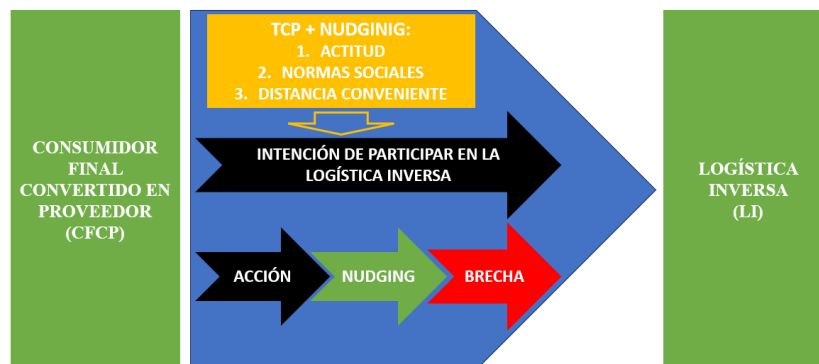 CONSUMIDOR
FINAL
CONVERTIDO EN
PROVEEDOR
(CFCP)
TCP + NUDGINIG:
1. ACTITUD
2. NORMAS SOCIALES
3. DISTANCIA CONVENIENTE
INTENCIÓN DE PARTICIPAR EN LA
LOGÍSTICA INVERSA
ACCIÓN
NUDGING
BRECHA
LOGÍSTICA
INVERSA
(LI)